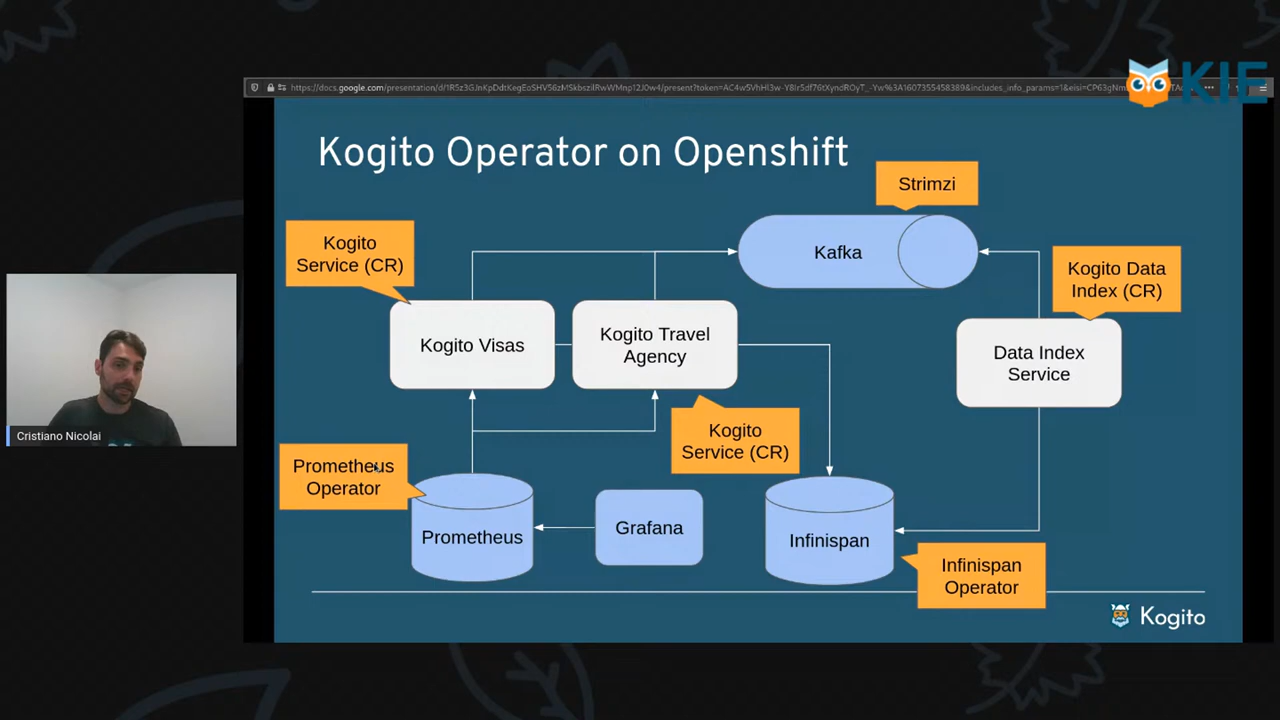 KIE
Kogito Operator on Openshift
Strimzi
Kogito
Service (CR)
Kafka
Kogito Data
Index (CR)
Kogito Visas
Kogito Travel
Agency
Data Index
Service
Kogito
Service (CR)
Prometheus
Operator
Prometheus
Grafana
Infinispan
Infinispan
Operator
Kogito
Cristiano Nicolai